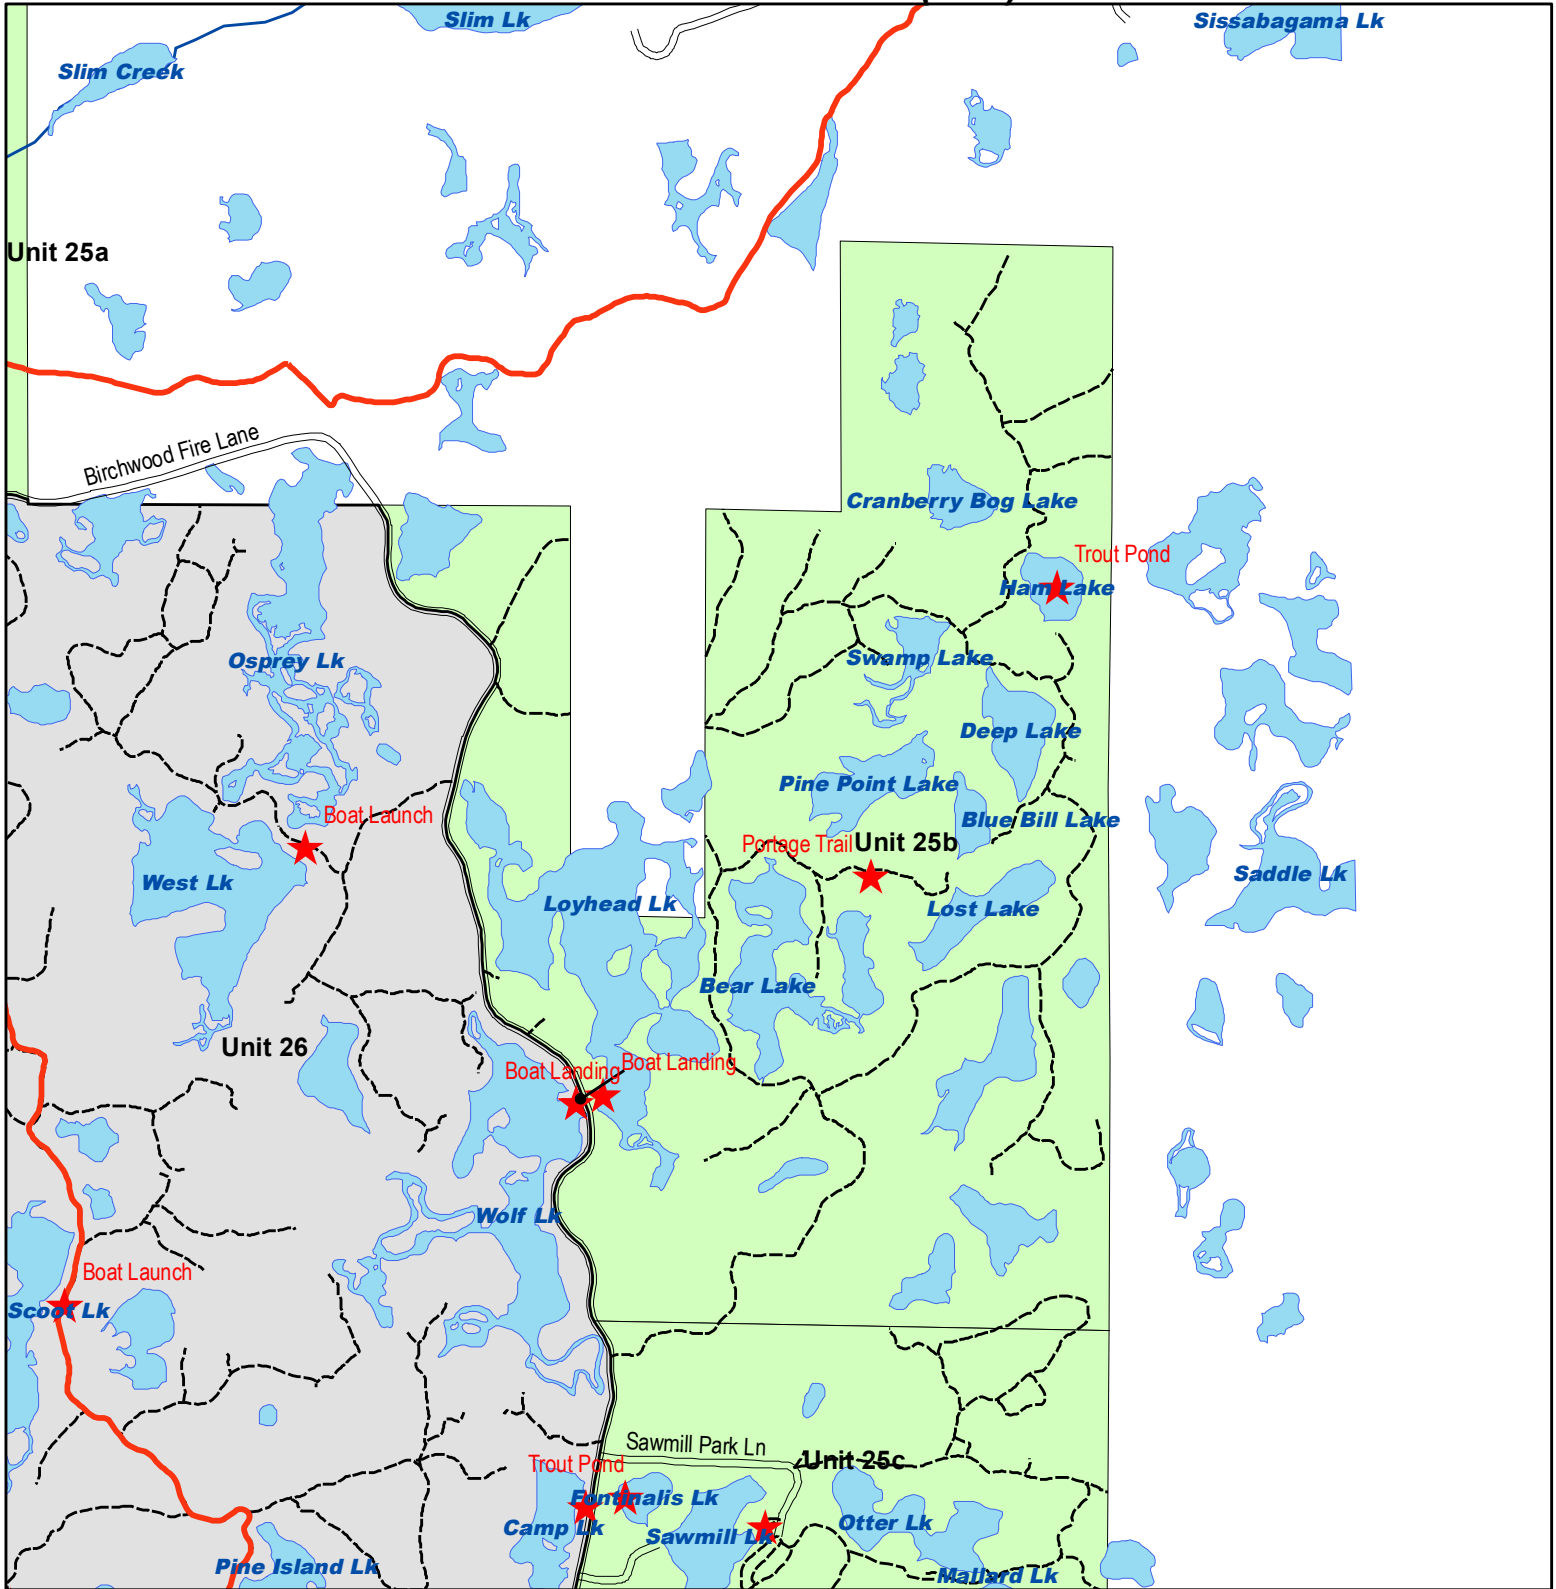 Slim Lk
Sissabagama Lk
Slim Creek
Unit 25a
Birchwood Fire Lane
Cranberry Bog Lake
Trout Pond
Ham Lake
Osprey Lk
Swamp Lake
Deep Lake
Pine Point Lake
Boat Launch
Blue Bill Lake
Portage Trail
Unit 25b
West Lk
Saddle Lk
Loyhead Lk
Lost Lake
Bear Lake
Unit 26
Boat Landing
Boat Landing
Wolf Lk
Boat Launch
Scoot Lk
Sawmill Park Ln
Unit 25c
Trout Pond
Fontinalis Lk
Camp Lk
Sawmill Lk
Otter Lk
Pine Island Lk
Mallard Lk